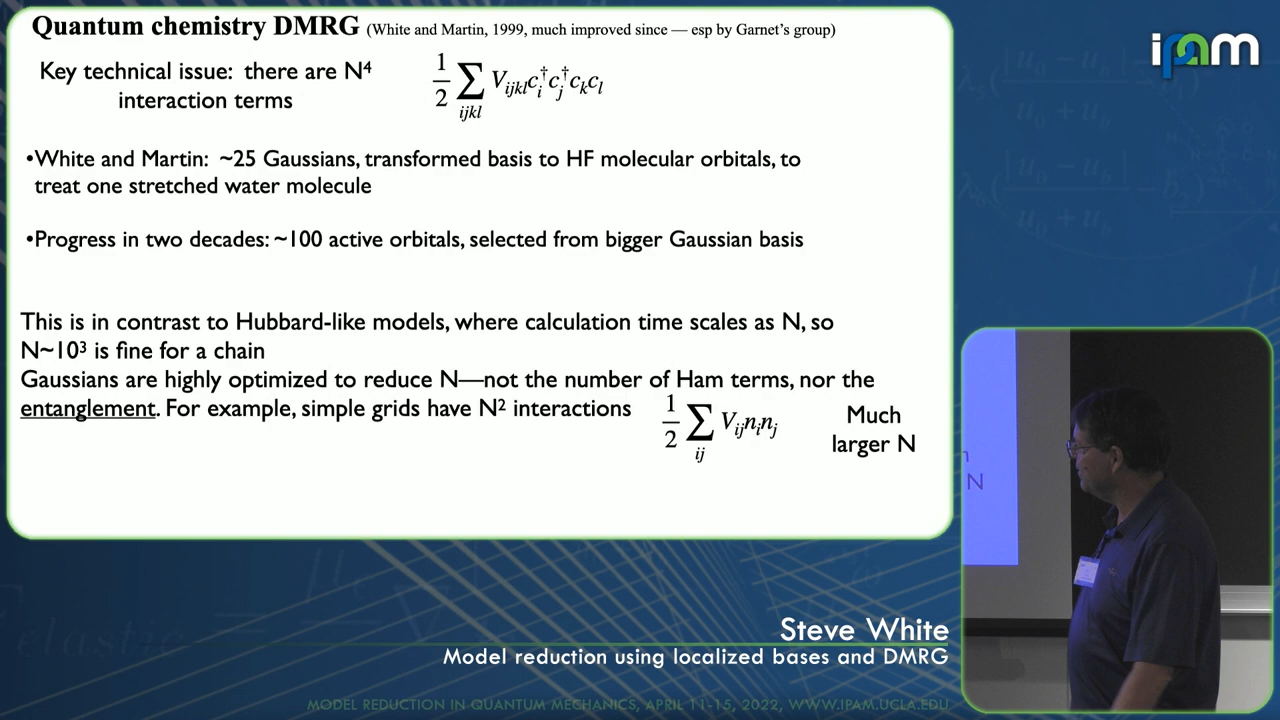 Quantum chemistry DMRG (White and Martin, 1999, much improved since — esp by Garnet's group)
Key technical issue: there are N⁴
interaction terms
1/2 ∑_{ijkl} V_{ijkl} c_i^† c_j^† c_k c_l
•White and Martin: ~25 Gaussians, transformed basis to HF molecular orbitals, to
treat one stretched water molecule
•Progress in two decades: ~100 active orbitals, selected from bigger Gaussian basis
This is in contrast to Hubbard-like models, where calculation time scales as N, so
N~10³ is fine for a chain
Gaussians are highly optimized to reduce N—not the number of Ham terms, nor the
entanglement. For example, simple grids have N² interactions
1/2 ∑_{ij} V_{ij} n_i n_j
Much
larger N
ipam
N
Steve White
Model reduction using localized bases and DMRG
MODEL REDUCTION IN QUANTUM MECHANICS, APRIL 11-15, 2022, WWW.IPAM.UCLA.EDU
elastic